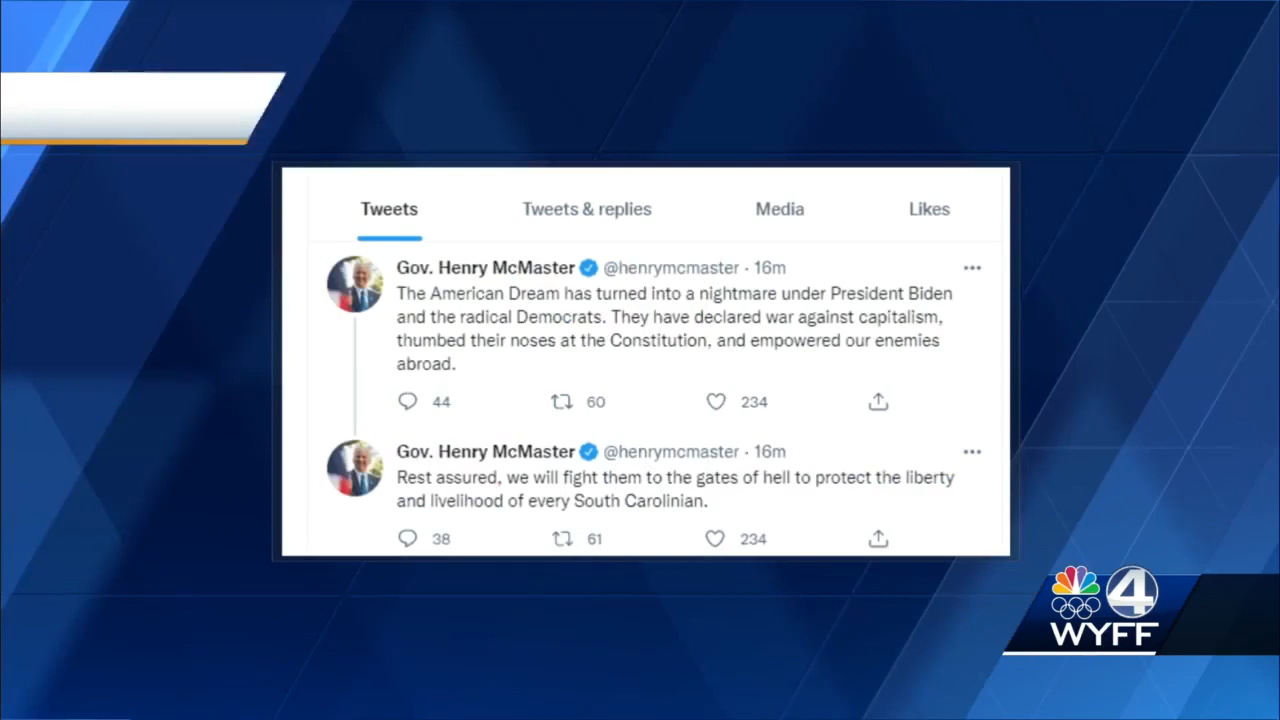 Tweets Tweets & replies Media Likes
Gov. Henry McMaster @henrymcmaster · 16m
The American Dream has turned into a nightmare under President Biden
and the radical Democrats. They have declared war against capitalism,
thumbed their noses at the Constitution, and empowered our enemies
abroad.
44 60 234
Gov. Henry McMaster @henrymcmaster · 16m
Rest assured, we will fight them to the gates of hell to protect the liberty
and livelihood of every South Carolinian.
38 61 234
4
WYFF